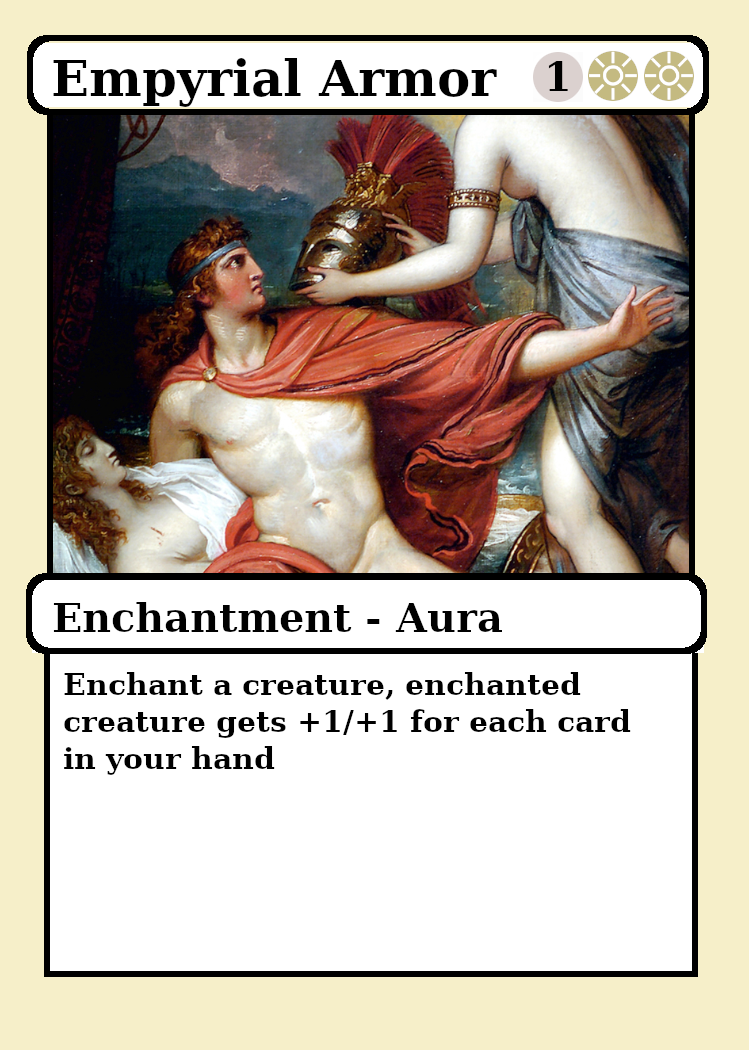 Empyrial Armor 1
Enchantment - Aura
Enchant a creature, enchanted
creature gets +1/+1 for each card
in your hand